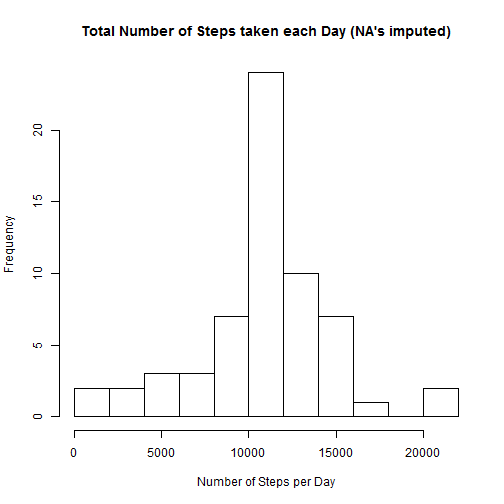 Total Number of Steps taken each Day (NA's imputed)
20
15
10
5
0
Frequency
0 5000 10000 15000 20000
Number of Steps per Day